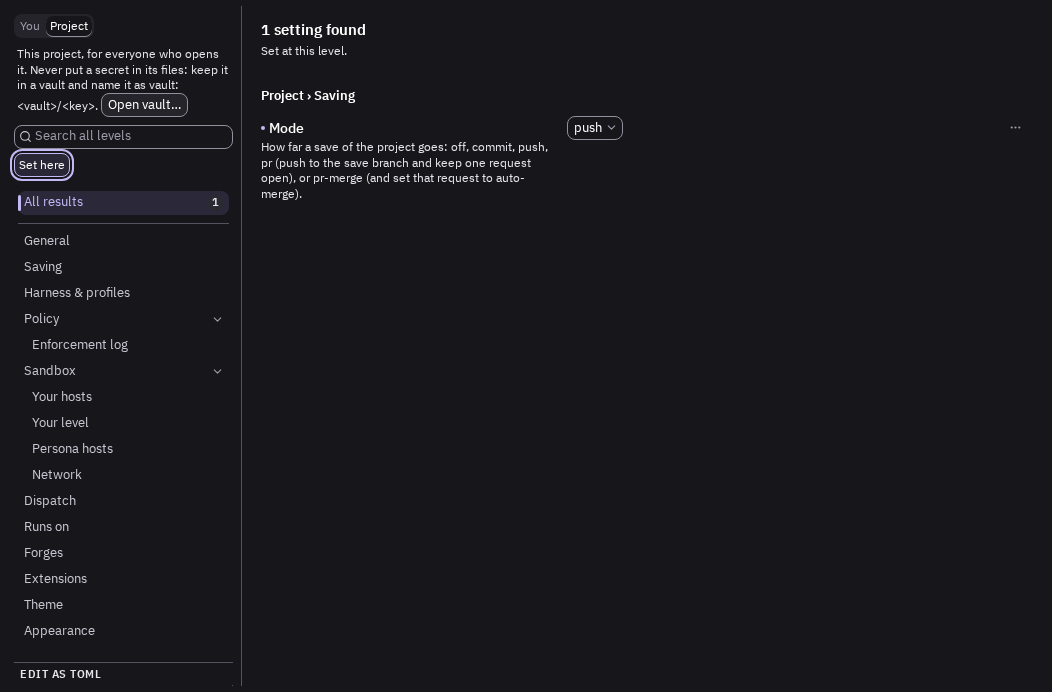 You Project
This project, for everyone who opens
it. Never put a secret in its files: keep it
in a vault and name it as vault:
<vault>/<key>. Open vault...
Search all levels
Set here
All results 1
General
Saving
Harness & profiles
Policy
Enforcement log
Sandbox
Your hosts
Your level
Persona hosts
Network
Dispatch
Runs on
Forges
Extensions
Theme
Appearance
EDIT AS TOML
1 setting found
Set at this level.
Project › Saving
Mode
push
How far a save of the project goes: off, commit, push,
pr (push to the save branch and keep one request
open), or pr-merge (and set that request to auto-
merge).